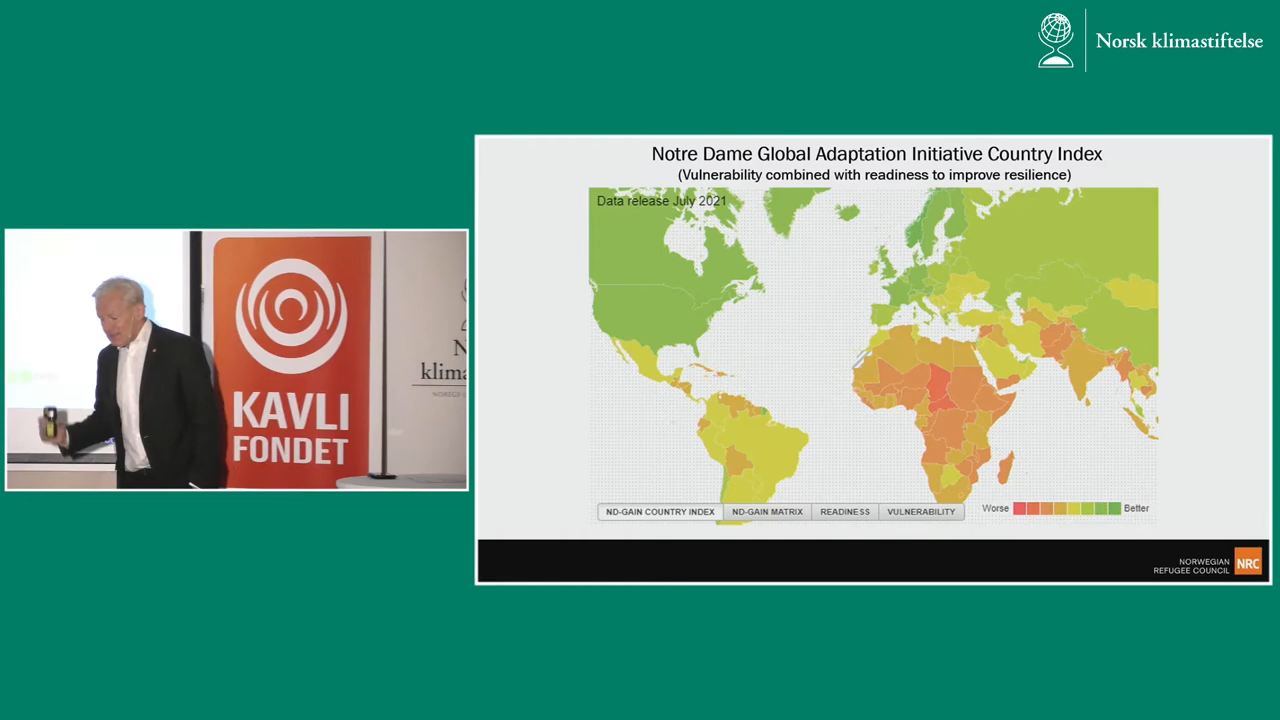 Norsk klimastiftelse
Notre Dame Global Adaptation Initiative Country Index
(Vulnerability combined with readiness to improve resilience)
Data release July 2021
ND-GAIN COUNTRY INDEX
ND-GAIN MATRIX
READINESS
VULNERABILITY
Worse
Better
NORWEGIAN
REFUGEE COUNCIL
NRC
KAVLI
FONDET
N
klima